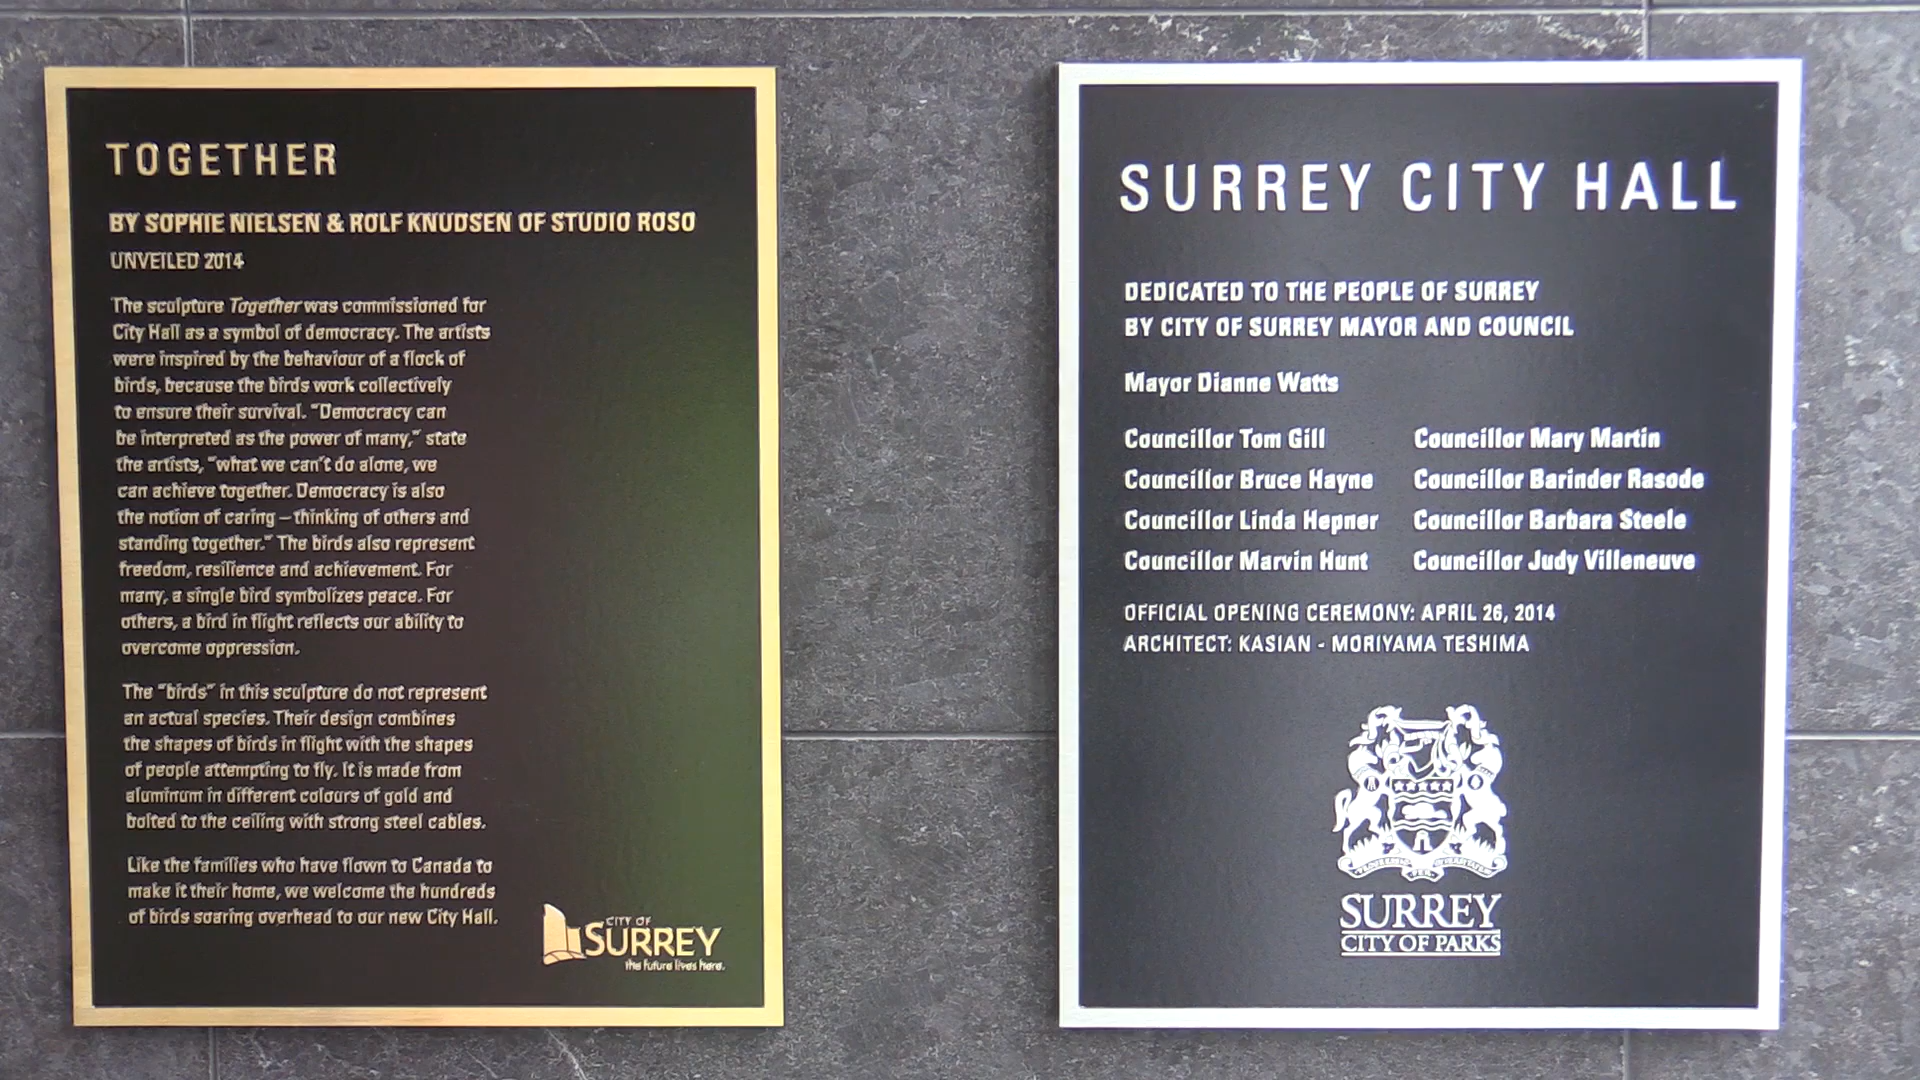 TOGETHER
BY SOPHIE NIELSEN & ROLF KNUDSEN OF STUDIO ROSO
UNVEILED 2014
The sculpture Together was commissioned for
City Hall as a symbol of democracy. The artists
were inspired by the behaviour of a flock of
birds, because the birds work collectively
to ensure their survival. "Democracy can
be interpreted as the power of many," state
the artists, "what we can't do alone, we
can achieve together. Democracy is also
the notion of caring – thinking of others and
standing together." The birds also represent
freedom, resilience and achievement. For
many, a single bird symbolizes peace. For
others, a bird in flight reflects our ability to
overcome oppression.
The "birds" in this sculpture do not represent
an actual species. Their design combines
the shapes of birds in flight with the shapes
of people attempting to fly. It is made from
aluminum in different colours of gold and
bolted to the ceiling with strong steel cables.
Like the families who have flown to Canada to
make it their home, we welcome the hundreds
of birds soaring overhead to our new City Hall.
CITY OF
SURREY
the future lives here.
SURREY CITY HALL
DEDICATED TO THE PEOPLE OF SURREY
BY CITY OF SURREY MAYOR AND COUNCIL
Mayor Dianne Watts
Councillor Tom Gill Councillor Mary Martin
Councillor Bruce Hayne Councillor Barinder Rasode
Councillor Linda Hepner Councillor Barbara Steele
Councillor Marvin Hunt Councillor Judy Villeneuve
OFFICIAL OPENING CEREMONY: APRIL 26, 2014
ARCHITECT: KASIAN - MORIYAMA TESHIMA
SURREY
CITY OF PARKS